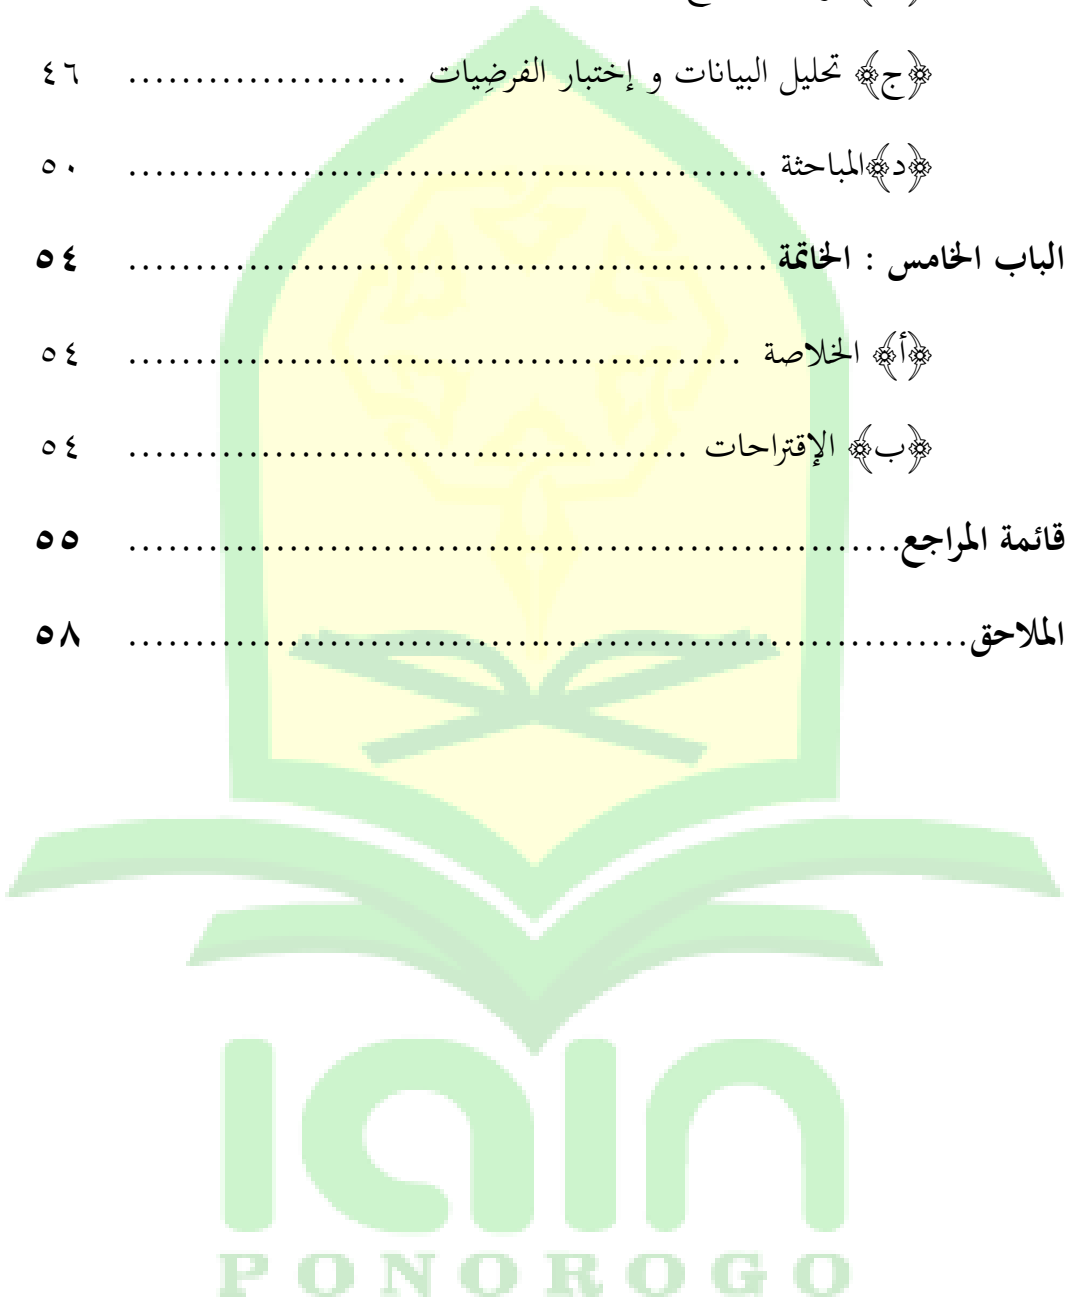 ﴿ج﴾ تحليل البيانات و إختبار الفرضِيات ..................... ٤٦
﴿د﴾المباحثة ................................................ ٥٠
الباب الخامس : الخاتمة ................................................ ٥٤
﴿أ﴾ الخلاصة .............................................. ٥٤
﴿ب﴾ الإقتراحات .......................................... ٥٤
قائمة المراجع.......................................................... ٥٥
الملاحق............................................................... ٥٨
iain
PONOROGO